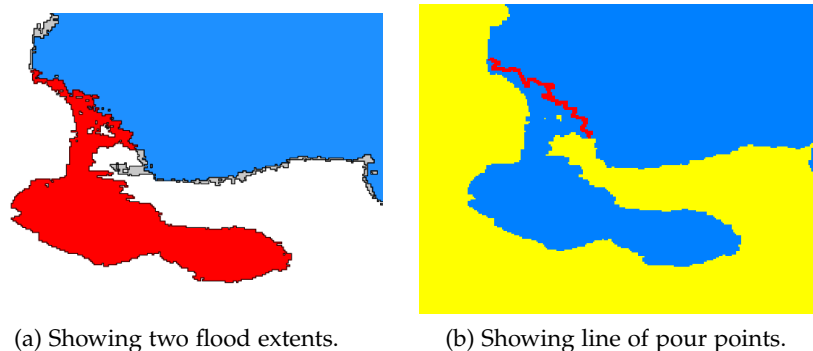 (a) Showing two flood extents.
(b) Showing line of pour points.